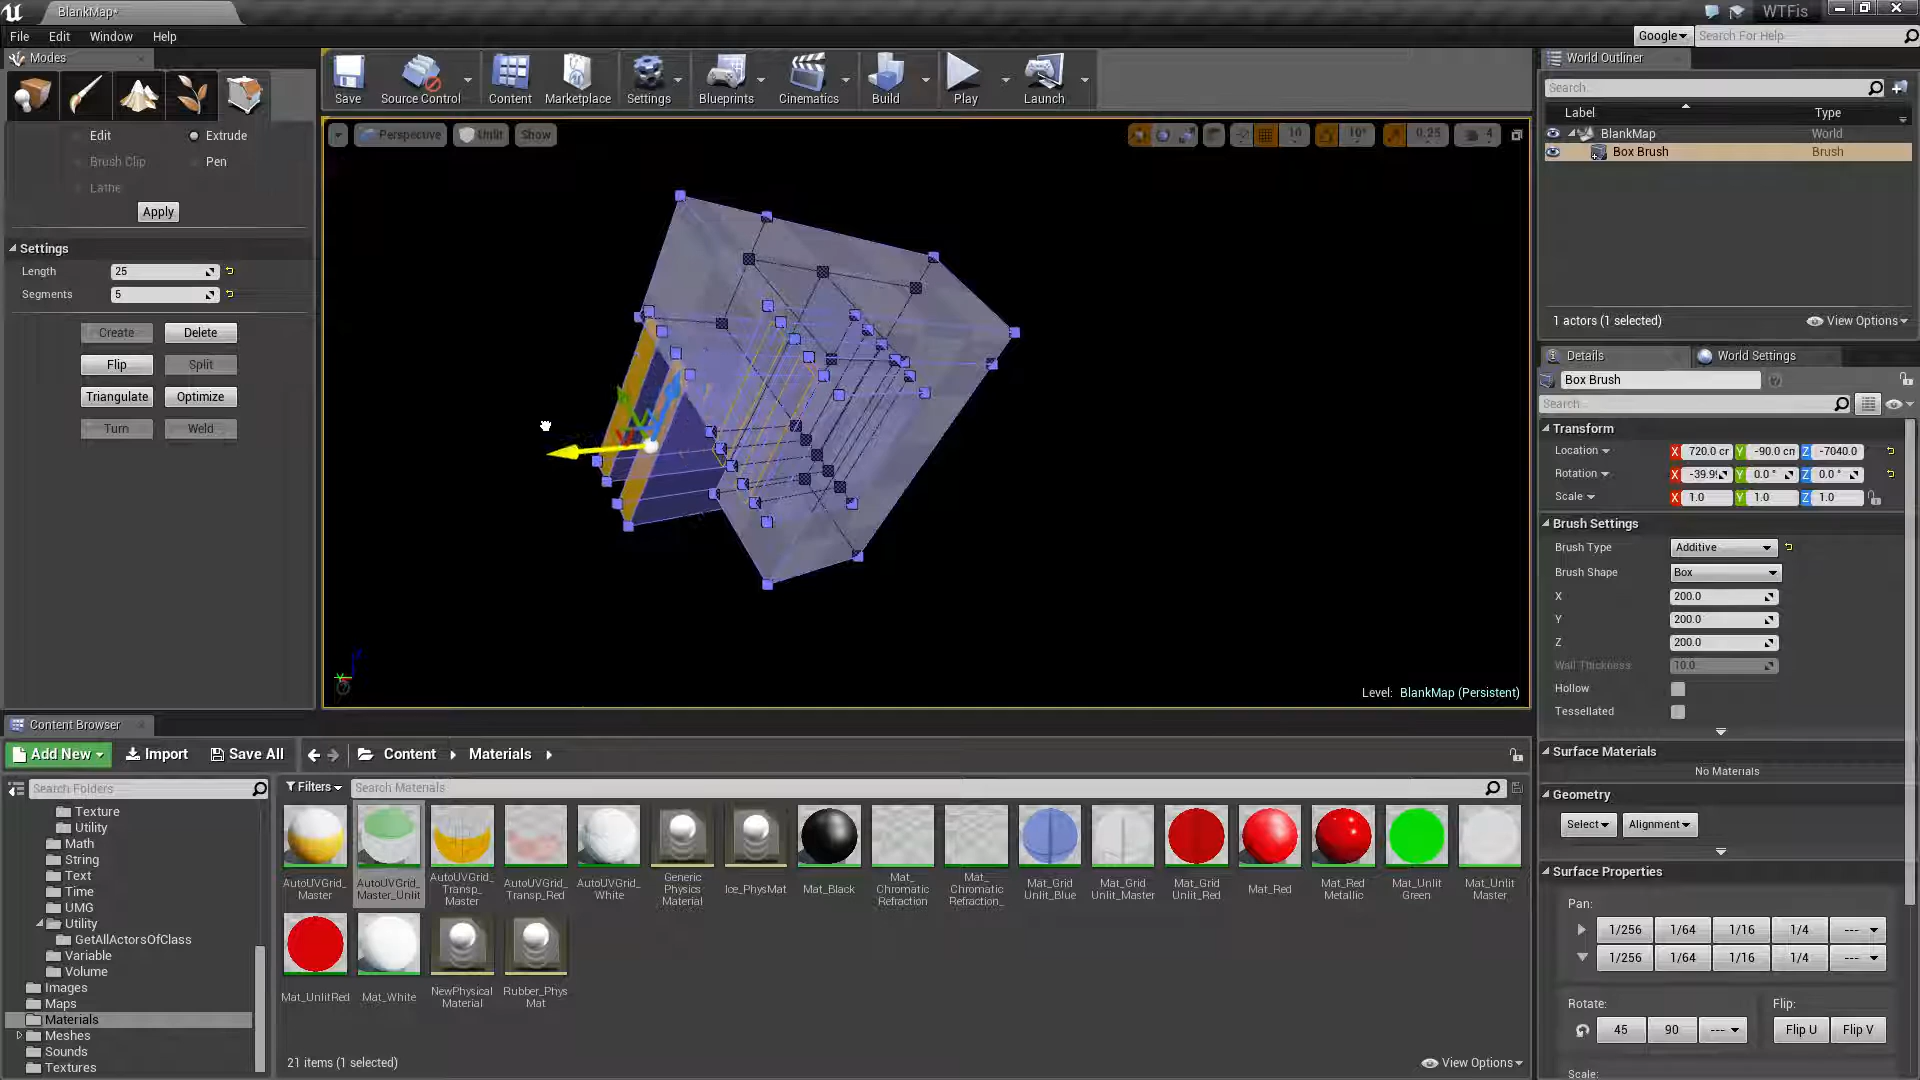 BlankMap*
WTFis
File Edit Window Help
Google
Search For Help
Modes
Edit
Extrude
Brush Clip
Pen
Lathe
Apply
Settings
Length 25
Segments 5
Create
Delete
Flip
Split
Triangulate
Optimize
Turn
Weld
Save
Source Control
Content
Marketplace
Settings
Blueprints
Cinematics
Build
Play
Launch
Perspective
Unlit
Show
10
10°
0.25
4
Level: BlankMap (Persistent)
World Outliner
Search...
Label Type
BlankMap World
Box Brush Brush
1 actors (1 selected)
View Options
Details
World Settings
Box Brush
Search...
Transform
Location X 720.0 cr Y -90.0 cn Z -7040.0
Rotation X -39.9 Y 0.0 ° Z 0.0 °
Scale X 1.0 Y 1.0 Z 1.0
Brush Settings
Brush Type Additive
Brush Shape Box
X 200.0
Y 200.0
Z 200.0
Wall Thickness 10.0
Hollow
Tessellated
Surface Materials
No Materials
Geometry
Select
Alignment
Surface Properties
Pan:
1/256 1/64 1/16 1/4 ---
1/256 1/64 1/16 1/4 ---
Rotate: Flip:
45 90 --- Flip U Flip V
Scale:
Content Browser
Add New
Import
Save All
Content
Materials
Search Folders
Filters
Search Materials
Texture
Utility
Math
String
Text
Time
UMG
Utility
GetAllActorsOfClass
Variable
Volume
Images
Maps
Materials
Meshes
Sounds
Textures
AutoUVGrid_
Master
AutoUVGrid_
Master_Unlit
AutoUVGrid_
Transp_
Master
AutoUVGrid_
Transp_Red
AutoUVGrid_
White
Generic
Physics
Material
Ice_PhysMat
Mat_Black
Mat_
Chromatic
Refraction
Mat_
Chromatic
Refraction_
Mat_Grid
Unlit_Blue
Mat_Grid
Unlit_Master
Mat_Grid
Unlit_Red
Mat_Red
Mat_Red
Metallic
Mat_Unlit
Green
Mat_Unlit
Master
Mat_UnlitRed
Mat_White
NewPhysical
Material
Rubber_Phys
Mat
21 items (1 selected)
View Options